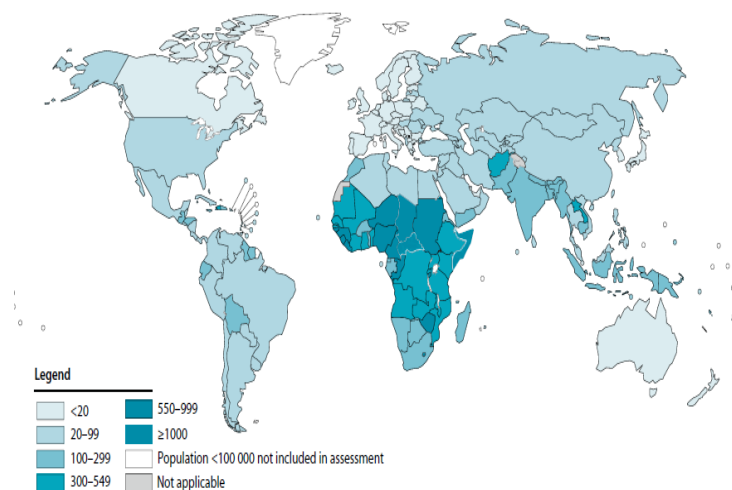 Legend
<20
20–99
100–299
300–549
550–999
≥1000
Population <100 000 not included in assessment
Not applicable